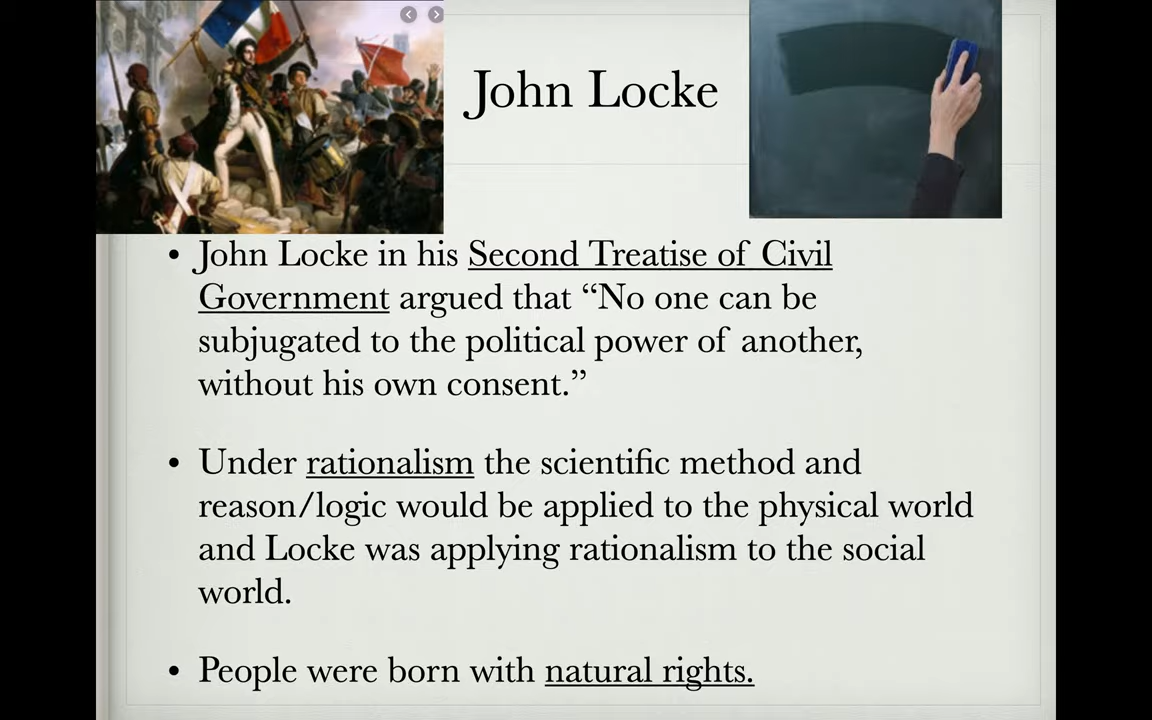 John Locke
• John Locke in his Second Treatise of Civil
Government argued that “No one can be
subjugated to the political power of another,
without his own consent.”
• Under rationalism the scientific method and
reason/logic would be applied to the physical world
and Locke was applying rationalism to the social
world.
• People were born with natural rights.